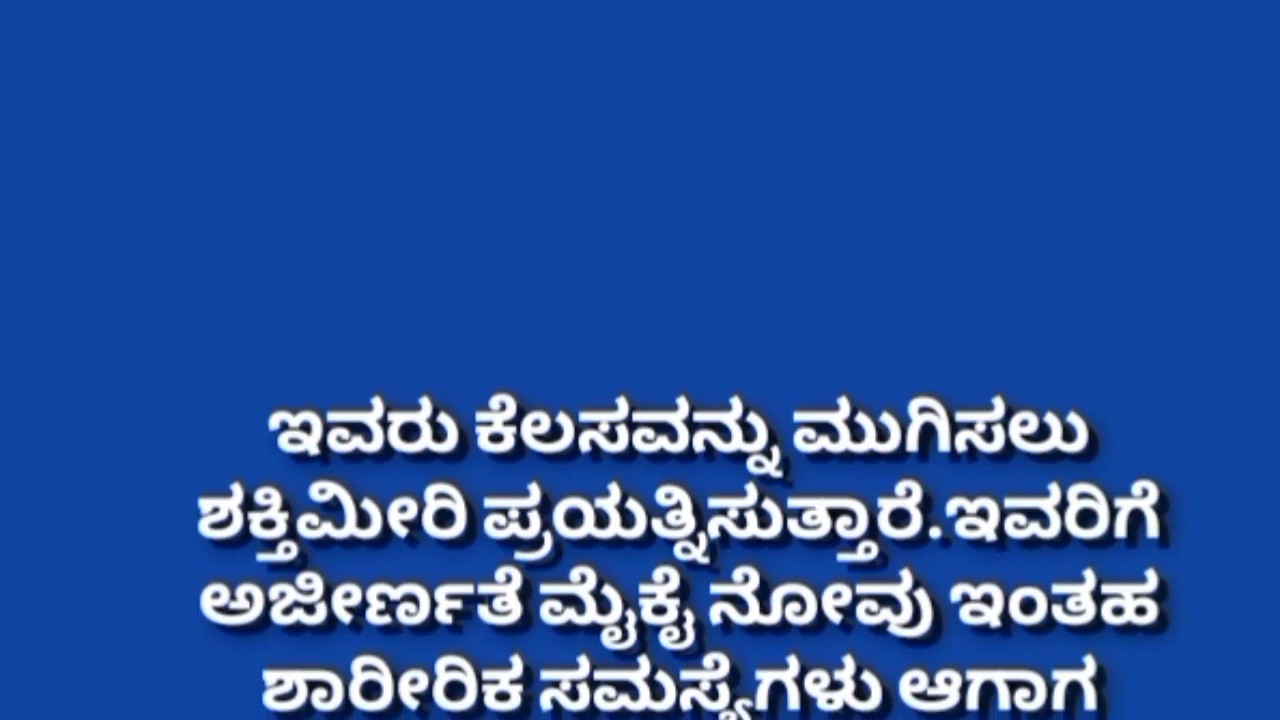 ಇವರು ಕೆಲಸವನ್ನು ಮುಗಿಸಲು
ಶಕ್ತಿಮೀರಿ ಪ್ರಯತ್ನಿಸುತ್ತಾರೆ.ಇವರಿಗೆ
ಅಜೀರ್ಣತೆ ಮೈಕೈ ನೋವು ಇಂತಹ
ಶಾರೀರಿಕ ಸಮಸ್ಯೆಗಳು ಆಗಾಗ